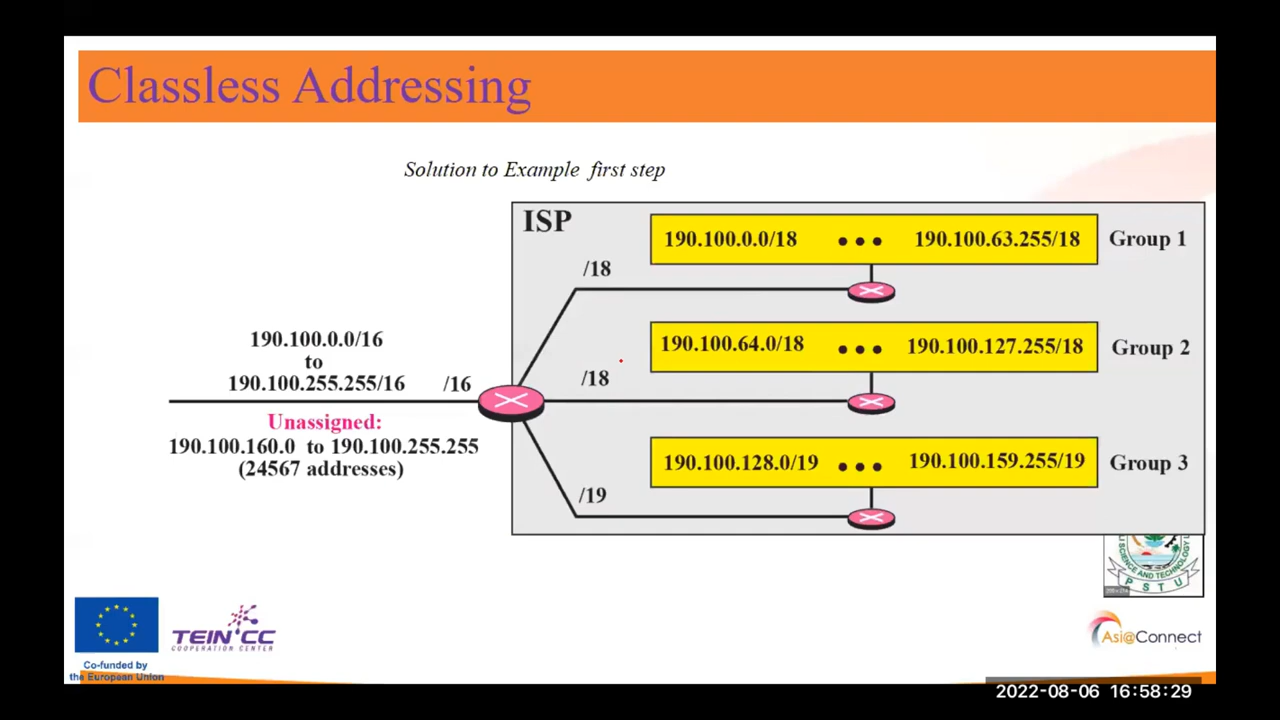 Classless Addressing
Solution to Example first step
ISP
190.100.0.0/18 ••• 190.100.63.255/18 Group 1
/18
190.100.64.0/18 ••• 190.100.127.255/18 Group 2
/18
190.100.0.0/16
to
190.100.255.255/16 /16
Unassigned:
190.100.160.0 to 190.100.255.255
(24567 addresses)
190.100.128.0/19 ••• 190.100.159.255/19 Group 3
/19
SCIENCE AND TECHNOLOGY
PSTU
TEIN*CC
COOPERATION CENTER
Asi@Connect
Co-funded by
the European Union
2022-08-06 16:58:29